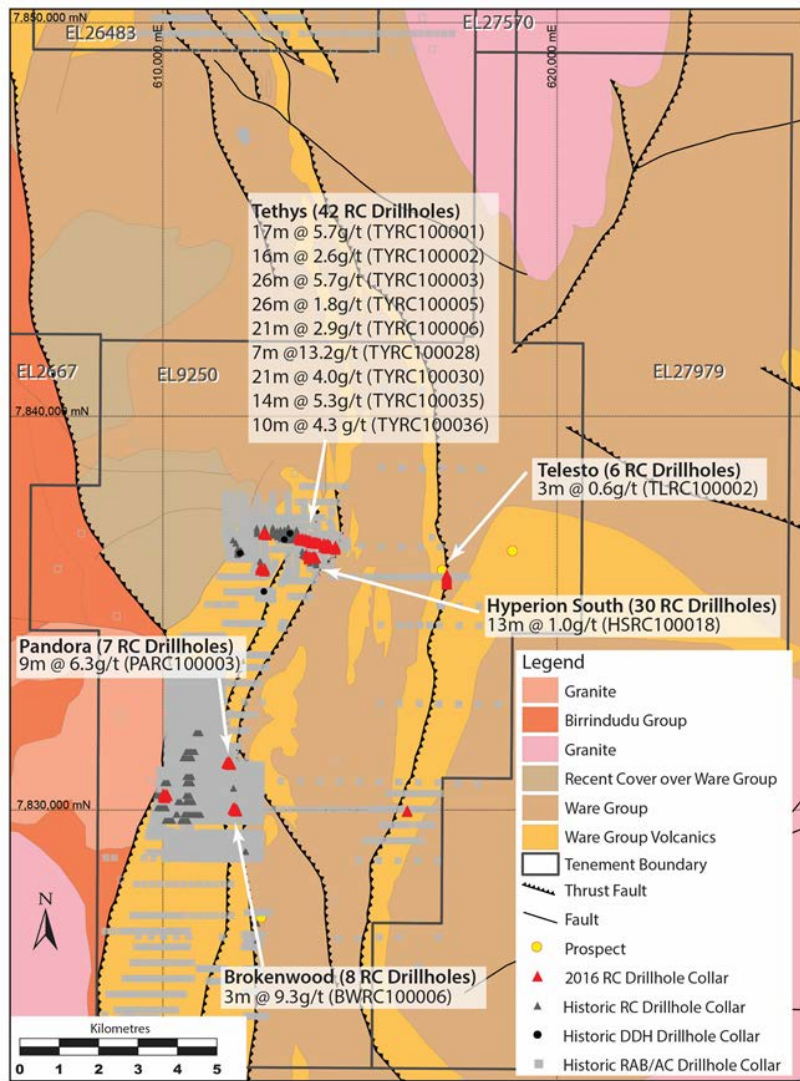 7,850,000 mN
EL26483
EL27570
610,000 mE
620,000 mE
Tethys (42 RC Drillholes)
17m @ 5.7g/t (TYRC100001)
16m @ 2.6g/t (TYRC100002)
26m @ 5.7g/t (TYRC100003)
26m @ 1.8g/t (TYRC100005)
21m @ 2.9g/t (TYRC100006)
7m @13.2g/t (TYRC100028)
21m @ 4.0g/t (TYRC100030)
14m @ 5.3g/t (TYRC100035)
10m @ 4.3 g/t (TYRC100036)
EL2667
EL9250
EL27979
7,840,000 mN
Telesto (6 RC Drillholes)
3m @ 0.6g/t (TLRC100002)
Hyperion South (30 RC Drillholes)
13m @ 1.0g/t (HSRC100018)
Pandora (7 RC Drillholes)
9m @ 6.3g/t (PARC100003)
7,830,000 mN
Brokenwood (8 RC Drillholes)
3m @ 9.3g/t (BWRC100006)
N
Kilometres
0 1 2 3 4 5
Legend
Granite
Birrindudu Group
Granite
Recent Cover over Ware Group
Ware Group
Ware Group Volcanics
Tenement Boundary
Thrust Fault
Fault
Prospect
2016 RC Drillhole Collar
Historic RC Drillhole Collar
Historic DDH Drillhole Collar
Historic RAB/AC Drillhole Collar